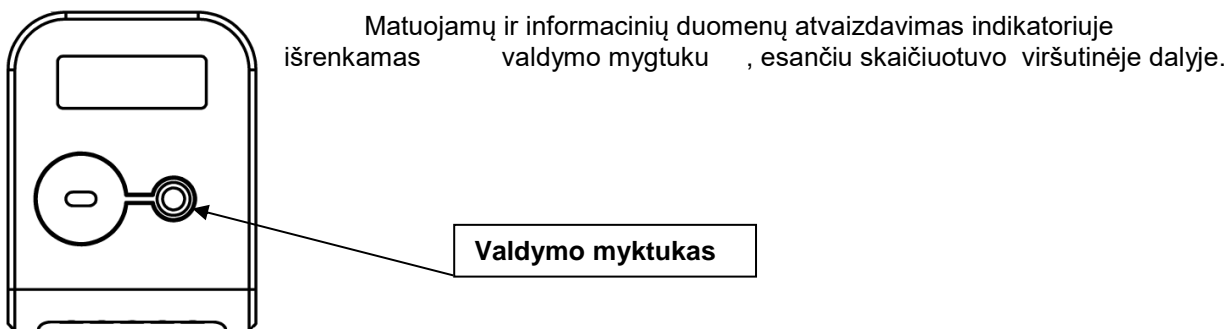 Matuojamų ir informacinių duomenų atvaizdavimas indikatoriuje
išrenkamas valdymo mygtuku , esančiu skaičiuotuvo viršutinėje dalyje.
Valdymo myktukas